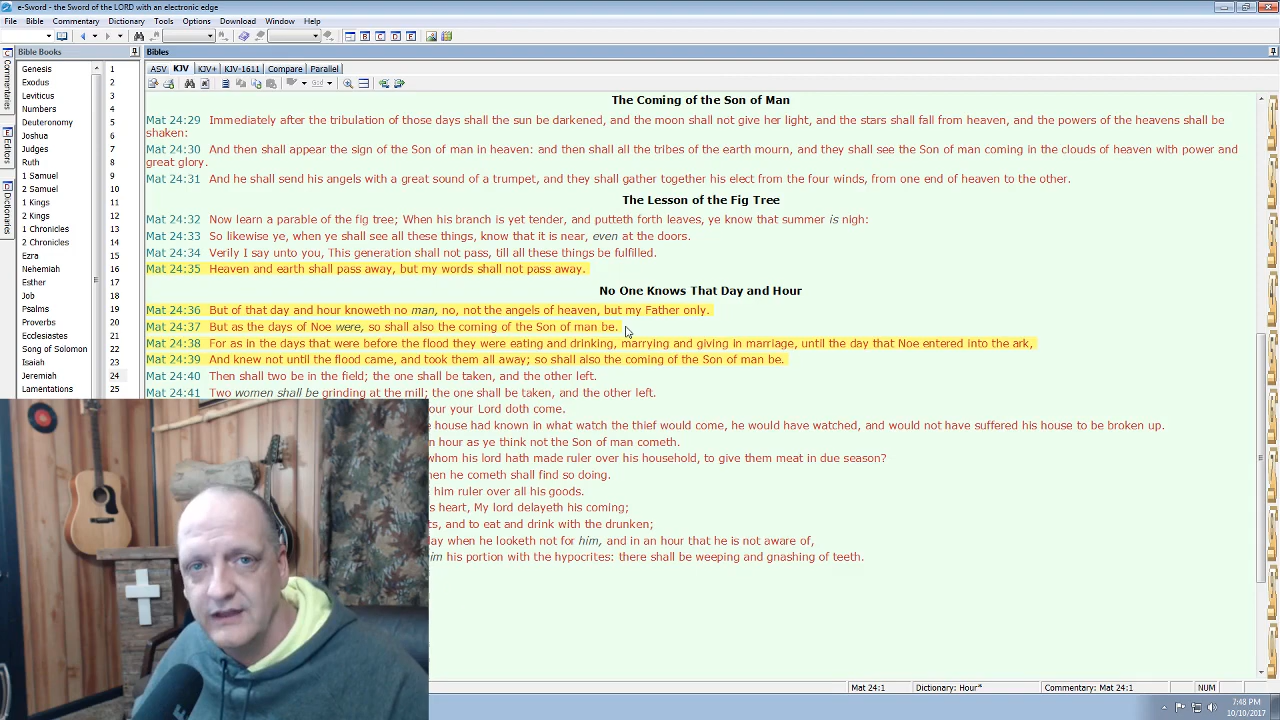 e-Sword - the Sword of the LORD with an electronic edge
File Bible Commentary Dictionary Tools Options Download Window Help
B C D E
Bible Books
Bibles
Commentaries
Editors
Dictionaries
ASV KJV KJV+ KJV-1611 Compare Parallel
Genesis 1
Exodus 2
Leviticus 3
Numbers 4
Deuteronomy 5
Joshua 6
Judges 7
Ruth 8
1 Samuel 9
2 Samuel 10
1 Kings 11
2 Kings 12
1 Chronicles 13
2 Chronicles 14
Ezra 15
Nehemiah 16
Esther 17
Job 18
Psalms 19
Proverbs 20
Ecclesiastes 21
Song of Solomon 22
Isaiah 23
Jeremiah 24
Lamentations 25
The Coming of the Son of Man
Mat 24:29 Immediately after the tribulation of those days shall the sun be darkened, and the moon shall not give her light, and the stars shall fall from heaven, and the powers of the heavens shall be
shaken:
Mat 24:30 And then shall appear the sign of the Son of man in heaven: and then shall all the tribes of the earth mourn, and they shall see the Son of man coming in the clouds of heaven with power and
great glory.
Mat 24:31 And he shall send his angels with a great sound of a trumpet, and they shall gather together his elect from the four winds, from one end of heaven to the other.
The Lesson of the Fig Tree
Mat 24:32 Now learn a parable of the fig tree; When his branch is yet tender, and putteth forth leaves, ye know that summer is nigh:
Mat 24:33 So likewise ye, when ye shall see all these things, know that it is near, even at the doors.
Mat 24:34 Verily I say unto you, This generation shall not pass, till all these things be fulfilled.
Mat 24:35 Heaven and earth shall pass away, but my words shall not pass away.
No One Knows That Day and Hour
Mat 24:36 But of that day and hour knoweth no man, no, not the angels of heaven, but my Father only.
Mat 24:37 But as the days of Noe were, so shall also the coming of the Son of man be.
Mat 24:38 For as in the days that were before the flood they were eating and drinking, marrying and giving in marriage, until the day that Noe entered into the ark,
Mat 24:39 And knew not until the flood came, and took them all away; so shall also the coming of the Son of man be.
Mat 24:40 Then shall two be in the field; the one shall be taken, and the other left.
Mat 24:41 Two women shall be grinding at the mill; the one shall be taken, and the other left.
our your Lord doth come.
house had known in what watch the thief would come, he would have watched, and would not have suffered his house to be broken up.
hour as ye think not the Son of man cometh.
whom his lord hath made ruler over his household, to give them meat in due season?
hen he cometh shall find so doing.
him ruler over all his goods.
s heart, My lord delayeth his coming;
ts, and to eat and drink with the drunken;
lay when he looketh not for him, and in an hour that he is not aware of,
im his portion with the hypocrites: there shall be weeping and gnashing of teeth.
Mat 24:1 Dictionary: Hour* Commentary: Mat 24:1 NUM
7:48 PM
10/10/2017